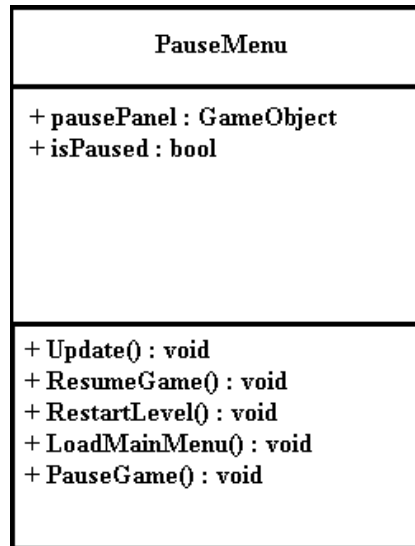 PauseMenu
+ pausePanel : GameObject
+ isPaused : bool
+ Update() : void
+ ResumeGame() : void
+ RestartLevel() : void
+ LoadMainMenu() : void
+ PauseGame() : void